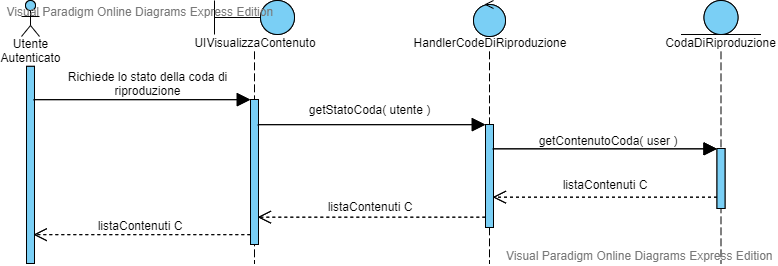 Visual Paradigm Online Diagrams Express Edition
Utente
Autenticato
UIVisualizzaContenuto
HandlerCodeDiRiproduzione
CodaDiRiproduzione
Richiede lo stato della coda di
riproduzione
getStatoCoda( utente )
getContenutoCoda( user )
listaContenuti C
listaContenuti C
listaContenuti C
Visual Paradigm Online Diagrams Express Edition